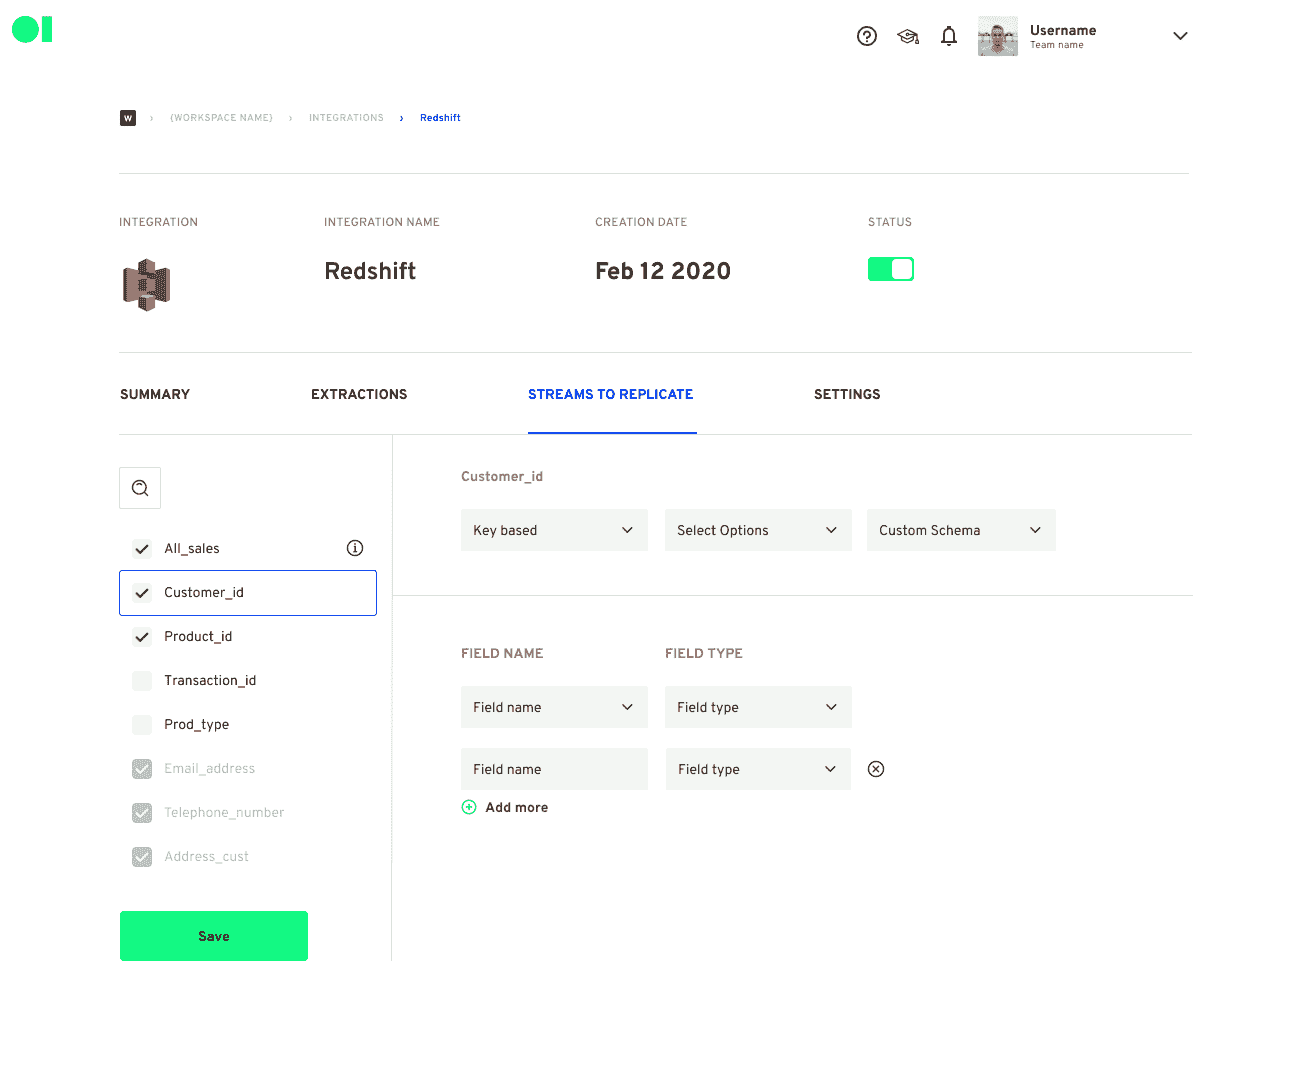 Username
Team name
W › {WORKSPACE NAME} › INTEGRATIONS › Redshift
INTEGRATION
INTEGRATION NAME
CREATION DATE
STATUS
Redshift
Feb 12 2020
SUMMARY
EXTRACTIONS
STREAMS TO REPLICATE
SETTINGS
All_sales
Customer_id
Product_id
Transaction_id
Prod_type
Email_address
Telephone_number
Address_cust
Save
Customer_id
Key based
Select Options
Custom Schema
FIELD NAME
FIELD TYPE
Field name
Field type
Field name
Field type
Add more